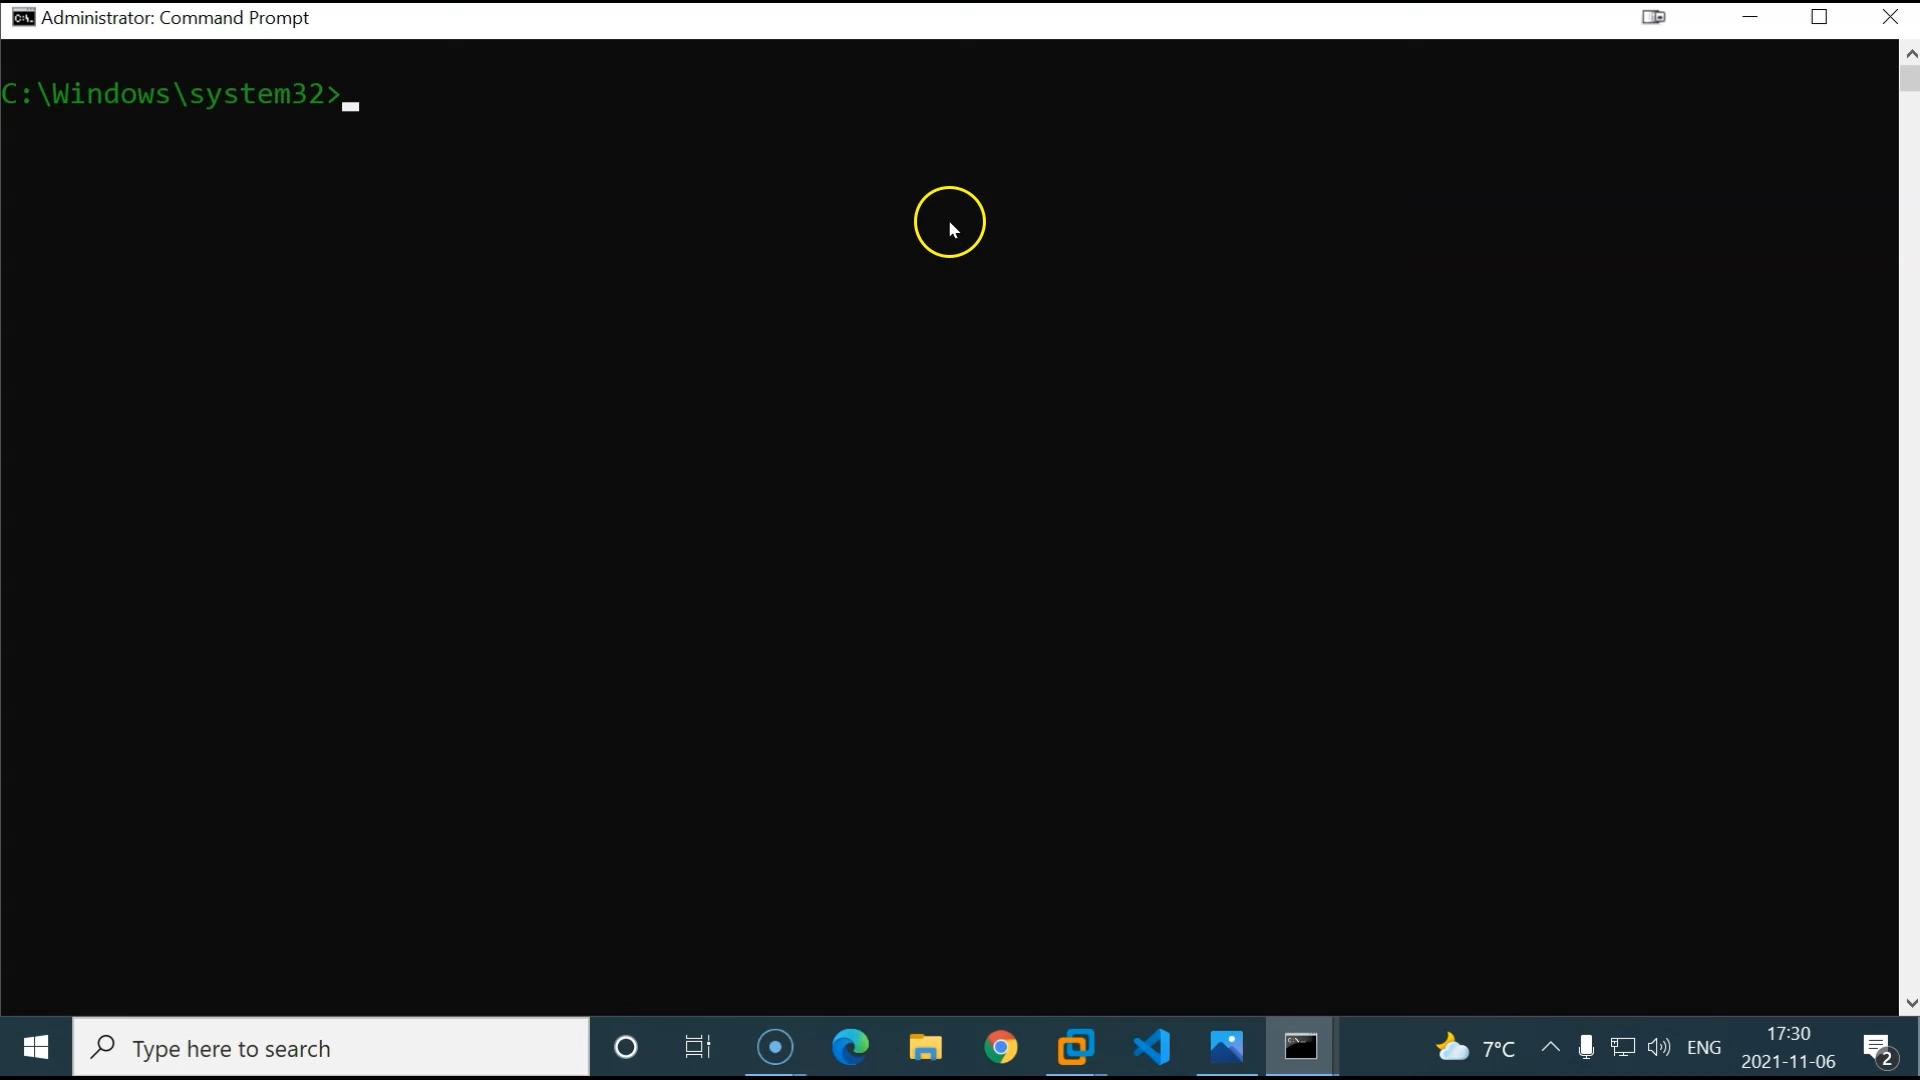 Administrator: Command Prompt
C:\Windows\system32>
Type here to search
7°C
ENG
17:30
2021-11-06
2